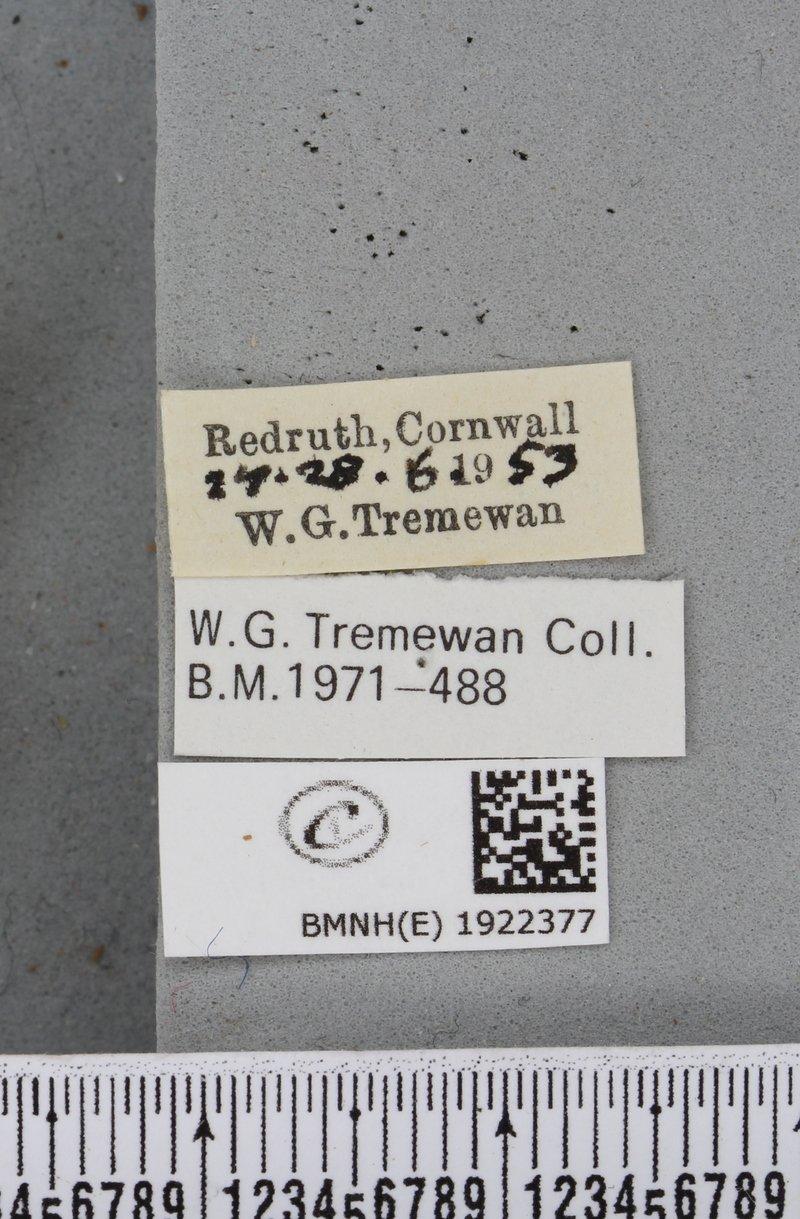 Redruth, Cornwall
27.28.6.1953
W.G.Tremewan
W.G. Tremewan Coll.
B.M.1971-488
C
BMNH(E) 1922377
456789 123456789 123456789